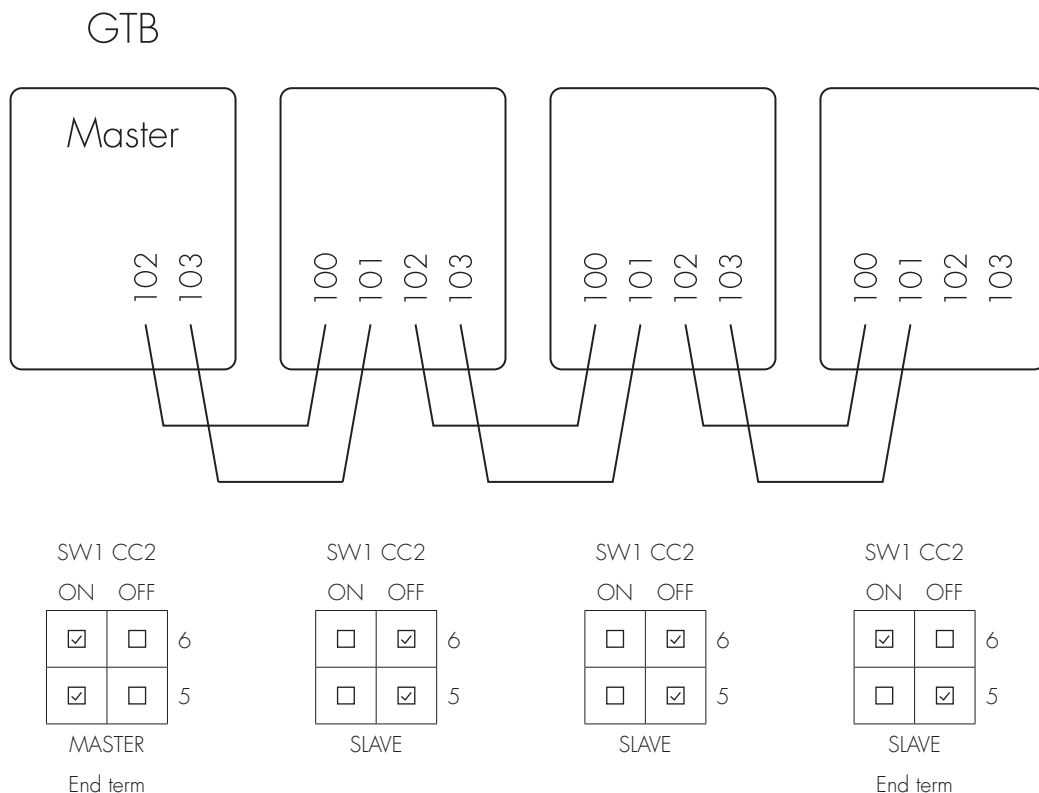 GTB
Master
102 103
100 101 102 103
100 101 102 103
100 101 102 103
SW1 CC2
ON OFF
6
5
MASTER
End term
SW1 CC2
ON OFF
6
5
SLAVE
SW1 CC2
ON OFF
6
5
SLAVE
SW1 CC2
ON OFF
6
5
SLAVE
End term